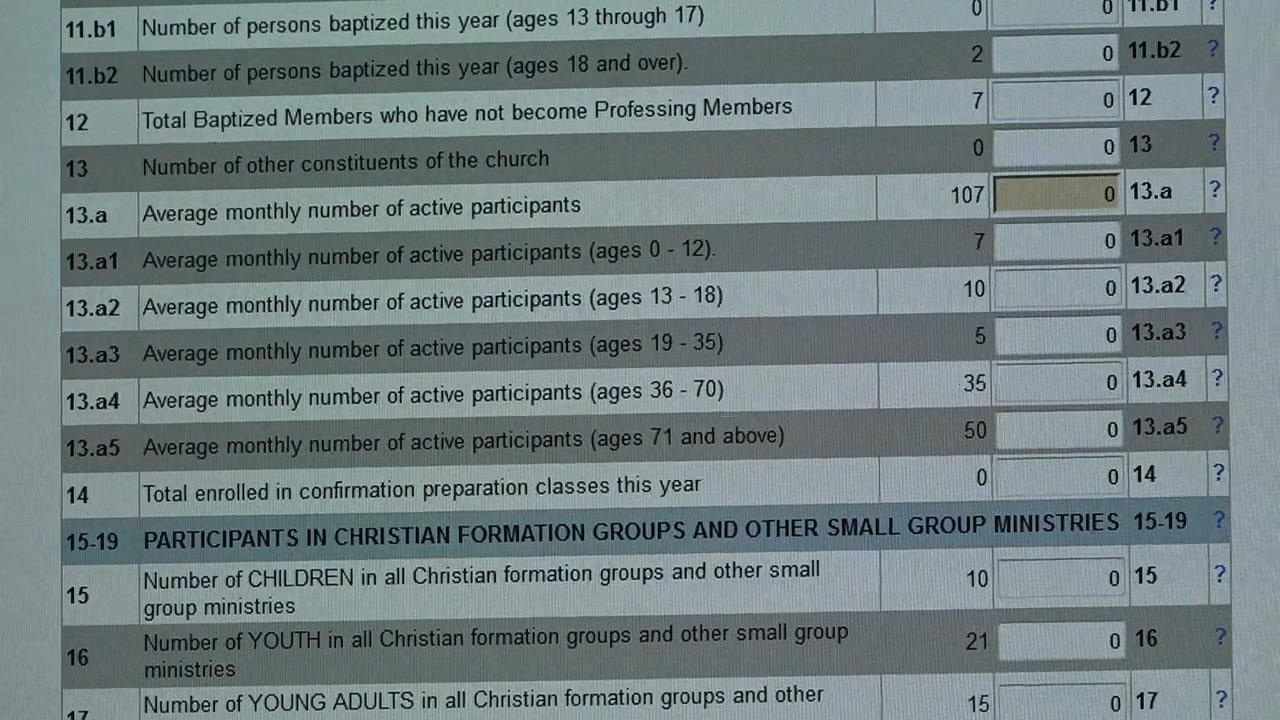 11.b1 Number of persons baptized this year (ages 13 through 17) 0 0 11.b1 ?
11.b2 Number of persons baptized this year (ages 18 and over). 2 0 11.b2 ?
12 Total Baptized Members who have not become Professing Members 7 0 12 ?
13 Number of other constituents of the church 0 0 13 ?
13.a Average monthly number of active participants 107 0 13.a ?
13.a1 Average monthly number of active participants (ages 0 - 12). 7 0 13.a1 ?
13.a2 Average monthly number of active participants (ages 13 - 18) 10 0 13.a2 ?
13.a3 Average monthly number of active participants (ages 19 - 35) 5 0 13.a3 ?
13.a4 Average monthly number of active participants (ages 36 - 70) 35 0 13.a4 ?
13.a5 Average monthly number of active participants (ages 71 and above) 50 0 13.a5 ?
14 Total enrolled in confirmation preparation classes this year 0 0 14 ?
15-19 PARTICIPANTS IN CHRISTIAN FORMATION GROUPS AND OTHER SMALL GROUP MINISTRIES 15-19 ?
15 Number of CHILDREN in all Christian formation groups and other small 10 0 15 ?
group ministries
16 Number of YOUTH in all Christian formation groups and other small group 21 0 16 ?
ministries
17 Number of YOUNG ADULTS in all Christian formation groups and other 15 0 17 ?